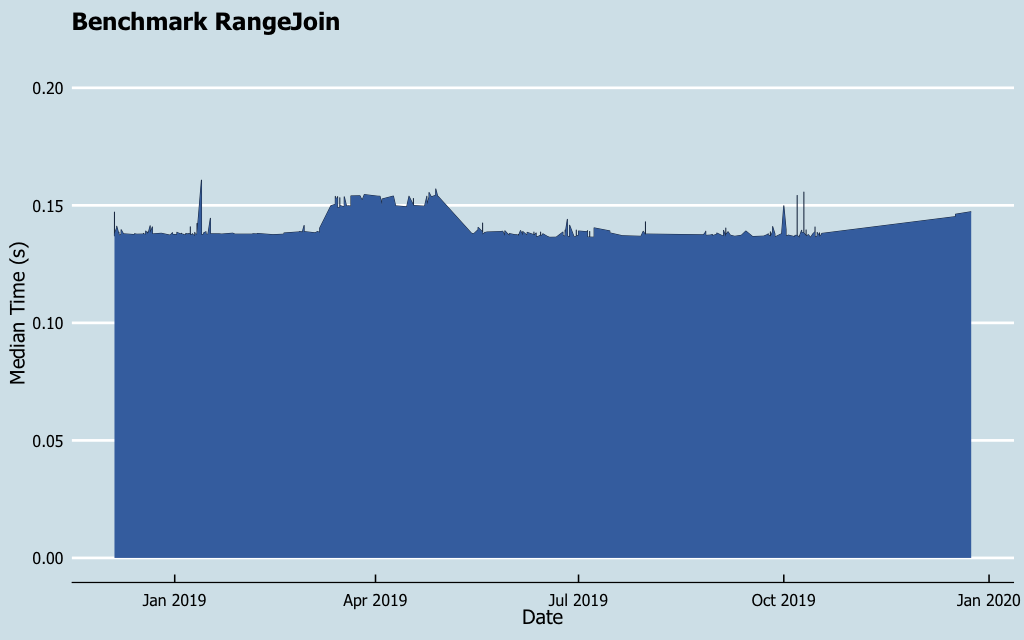 Benchmark RangeJoin
0.20
0.15
0.10
0.05
0.00
Median Time (s)
Jan 2019 Apr 2019 Jul 2019 Oct 2019 Jan 2020
Date